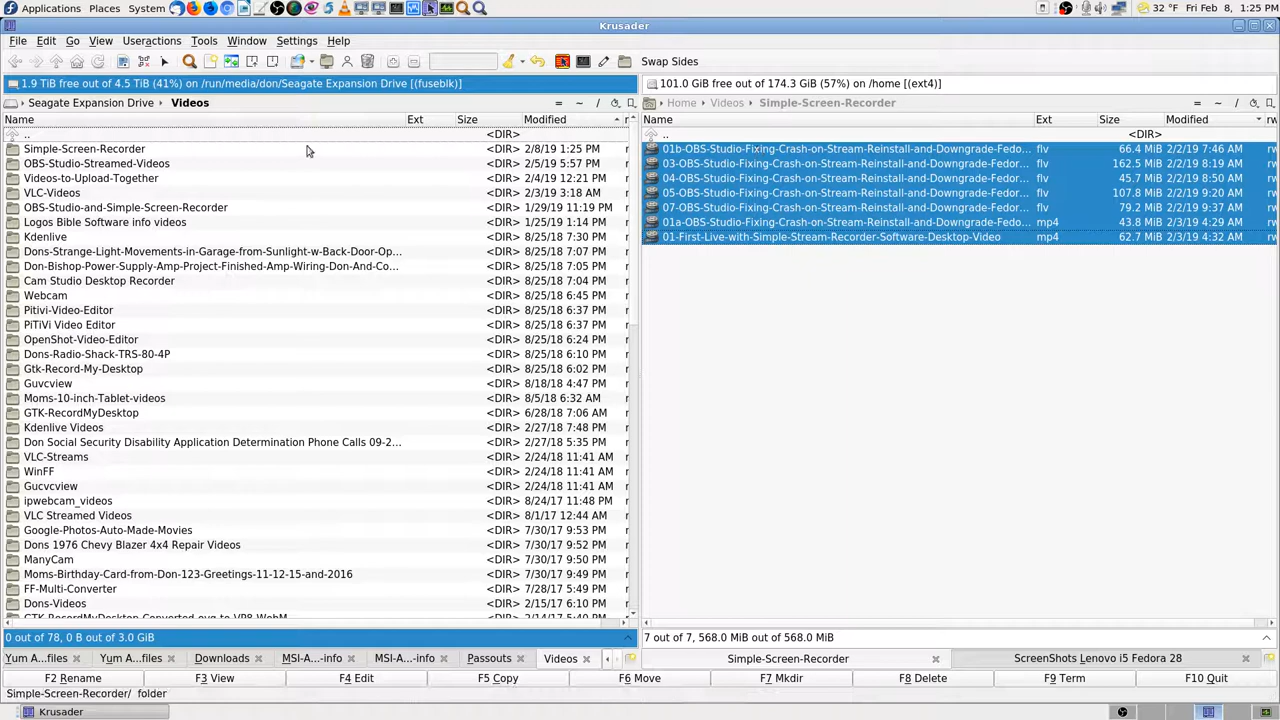 Applications Places System 32 °F Fri Feb 8, 1:25 PM
Krusader
File Edit Go View Useractions Tools Window Settings Help
Swap Sides
1.9 TiB free out of 4.5 TiB (41%) on /run/media/don/Seagate Expansion Drive [(fuseblk)]
101.0 GiB free out of 174.3 GiB (57%) on /home [(ext4)]
Seagate Expansion Drive Videos = ~ /
Home Videos Simple-Screen-Recorder = ~ /
Name Ext Size Modified
Name Ext Size Modified rw
.. <DIR>
.. <DIR>
Simple-Screen-Recorder <DIR> 2/8/19 1:25 PM
01b-OBS-Studio-Fixing-Crash-on-Stream-Reinstall-and-Downgrade-Fedo... flv 66.4 MiB 2/2/19 7:46 AM rw
OBS-Studio-Streamed-Videos <DIR> 2/5/19 5:57 PM
03-OBS-Studio-Fixing-Crash-on-Stream-Reinstall-and-Downgrade-Fedo... flv 162.5 MiB 2/2/19 8:19 AM rw
Videos-to-Upload-Together <DIR> 2/4/19 12:21 PM
04-OBS-Studio-Fixing-Crash-on-Stream-Reinstall-and-Downgrade-Fedo... flv 45.7 MiB 2/2/19 8:50 AM rw
VLC-Videos <DIR> 2/3/19 3:18 AM
05-OBS-Studio-Fixing-Crash-on-Stream-Reinstall-and-Downgrade-Fedo... flv 107.8 MiB 2/2/19 9:20 AM rw
OBS-Studio-and-Simple-Screen-Recorder <DIR> 1/29/19 11:19 PM
07-OBS-Studio-Fixing-Crash-on-Stream-Reinstall-and-Downgrade-Fedo... flv 79.2 MiB 2/2/19 9:37 AM rw
Logos Bible Software info videos <DIR> 1/25/19 1:14 PM
01a-OBS-Studio-Fixing-Crash-on-Stream-Reinstall-and-Downgrade-Fedo... mp4 43.8 MiB 2/3/19 4:29 AM rw
Kdenlive <DIR> 8/25/18 7:30 PM
01-First-Live-with-Simple-Stream-Recorder-Software-Desktop-Video mp4 62.7 MiB 2/3/19 4:32 AM rw
Dons-Strange-Light-Movements-in-Garage-from-Sunlight-w-Back-Door-Op... <DIR> 8/25/18 7:07 PM
Don-Bishop-Power-Supply-Amp-Project-Finished-Amp-Wiring-Don-And-Co... <DIR> 8/25/18 7:05 PM
Cam Studio Desktop Recorder <DIR> 8/25/18 7:04 PM
Webcam <DIR> 8/25/18 6:45 PM
Pitivi-Video-Editor <DIR> 8/25/18 6:37 PM
PiTiVi Video Editor <DIR> 8/25/18 6:37 PM
OpenShot-Video-Editor <DIR> 8/25/18 6:24 PM
Dons-Radio-Shack-TRS-80-4P <DIR> 8/25/18 6:10 PM
Gtk-Record-My-Desktop <DIR> 8/25/18 6:02 PM
Guvcview <DIR> 8/18/18 4:47 PM
Moms-10-inch-Tablet-videos <DIR> 8/5/18 6:32 AM
GTK-RecordMyDesktop <DIR> 6/28/18 7:06 AM
Kdenlive Videos <DIR> 2/27/18 7:48 PM
Don Social Security Disability Application Determination Phone Calls 09-2... <DIR> 2/27/18 5:35 PM
VLC-Streams <DIR> 2/24/18 11:41 AM
WinFF <DIR> 2/24/18 11:41 AM
Gucvcview <DIR> 2/24/18 11:41 AM
ipwebcam_videos <DIR> 8/24/17 11:48 PM
VLC Streamed Videos <DIR> 8/1/17 12:44 AM
Google-Photos-Auto-Made-Movies <DIR> 7/30/17 9:53 PM
Dons 1976 Chevy Blazer 4x4 Repair Videos <DIR> 7/30/17 9:52 PM
ManyCam <DIR> 7/30/17 9:50 PM
Moms-Birthday-Card-from-Don-123-Greetings-11-12-15-and-2016 <DIR> 7/30/17 9:49 PM
FF-Multi-Converter <DIR> 7/28/17 5:49 PM
Dons-Videos <DIR> 2/15/17 6:10 PM
GTK-RecordMyDesktop Converted ogv to VP8 WebM <DIR> 2/14/17 5:40 PM
0 out of 78, 0 B out of 3.0 GiB
7 out of 7, 568.0 MiB out of 568.0 MiB
Yum A...files Yum A...files Downloads MSI-A...-info MSI-A...-info Passouts Videos
Simple-Screen-Recorder ScreenShots Lenovo i5 Fedora 28
F2 Rename F3 View F4 Edit F5 Copy F6 Move F7 Mkdir F8 Delete F9 Term F10 Quit
Simple-Screen-Recorder/ folder
Krusader